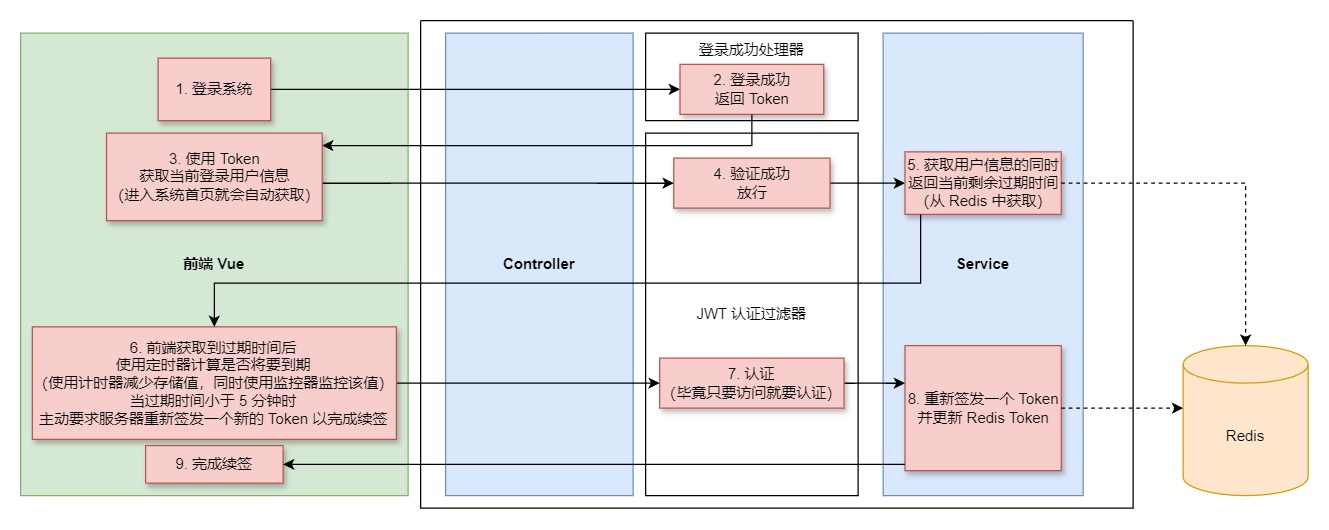 登录成功处理器
1. 登录系统
2. 登录成功
返回 Token
3. 使用 Token
获取当前登录用户信息
(进入系统首页就会自动获取)
4. 验证成功
放行
5. 获取用户信息的同时
返回当前剩余过期时间
(从 Redis 中获取)
前端 Vue
Controller
Service
JWT 认证过滤器
6. 前端获取到过期时间后
使用定时器计算是否将要到期
(使用计时器减少存储值，同时使用监控器监控该值)
当过期时间小于 5 分钟时
主动要求服务器重新签发一个新的 Token 以完成续签
7. 认证
(毕竟只要访问就要认证)
8. 重新签发一个 Token
并更新 Redis Token
Redis
9. 完成续签